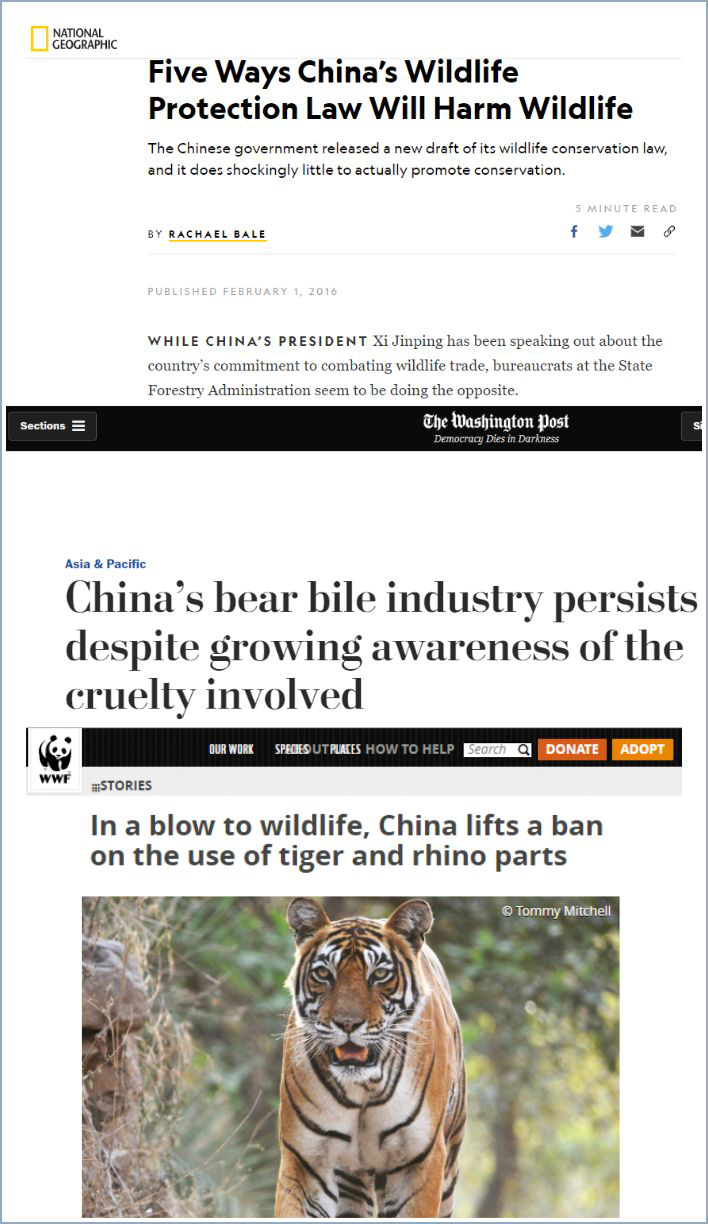 NATIONAL
GEOGRAPHIC
Five Ways China's Wildlife
Protection Law Will Harm Wildlife
The Chinese government released a new draft of its wildlife conservation law,
and it does shockingly little to actually promote conservation.
5 MINUTE READ
BY RACHAEL BALE
PUBLISHED FEBRUARY 1, 2016
WHILE CHINA'S PRESIDENT Xi Jinping has been speaking out about the
country's commitment to combating wildlife trade, bureaucrats at the State
Forestry Administration seem to be doing the opposite.
Sections
The Washington Post
Democracy Dies in Darkness
Si
Asia & Pacific
China's bear bile industry persists
despite growing awareness of the
cruelty involved
WWF
OUR WORK SPECIES PLACES HOW TO HELP Search DONATE ADOPT
STORIES
In a blow to wildlife, China lifts a ban
on the use of tiger and rhino parts
© Tommy Mitchell